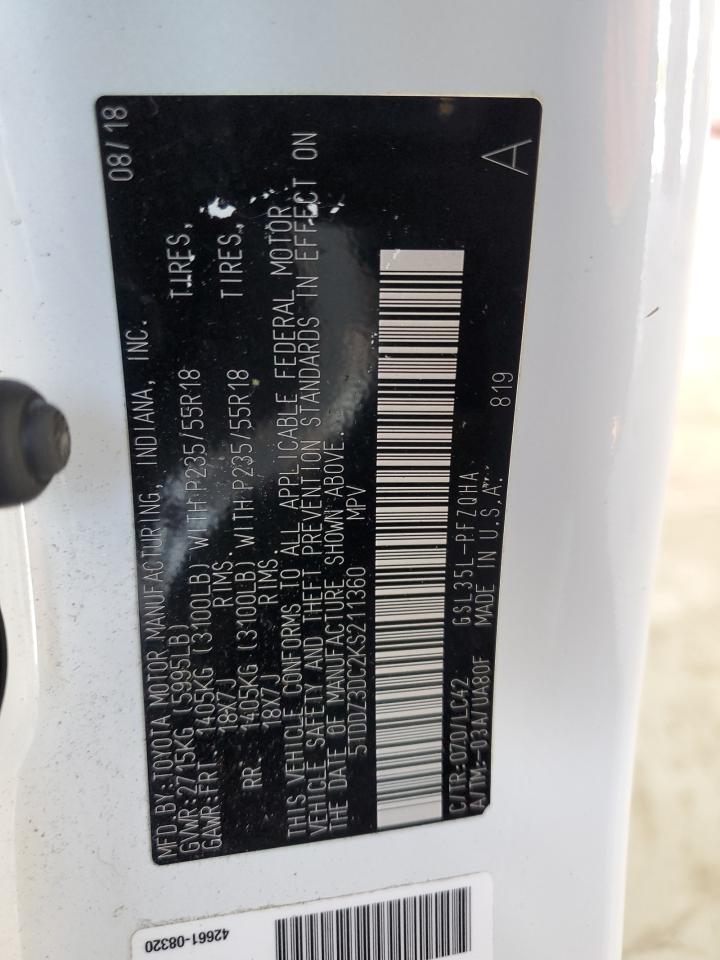 MFD BY:TOYOTA MOTOR MANUFACTURING, INDIANA, INC. 08/18
GVWR:2715KG (5995LB)
GAWR:FRT 1405KG (3100LB) WITH P235/55R18 TIRES,
18X7J RIMS.
RR. 1405KG (3100LB) WITH P235/55R18 TIRES,
18X7J RIMS.
THIS VEHICLE CONFORMS TO ALL APPLICABLE FEDERAL MOTOR
VEHICLE SAFETY AND THEFT PREVENTION STANDARDS IN EFFECT ON
THE DATE OF MANUFACTURE SHOWN ABOVE.
5TDDZ3DC2KS211360 MPV
C/TR:070/LC42 GSL35L-PFZQHA 819 A
A/TM:-03A/UA80F MADE IN U.S.A.
42661-08320